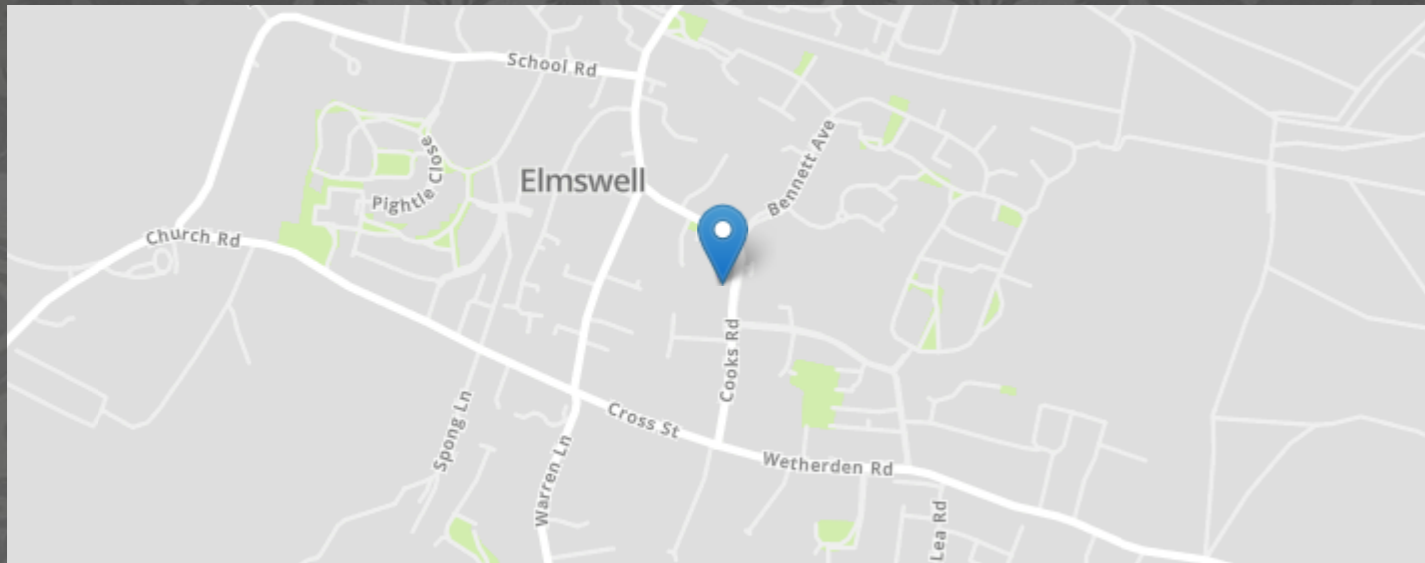 School Rd
Bennett Ave
Pightle Close
Elmswell
Church Rd
Cooks Rd
Spong Ln
Cross St
Warren Ln
Wetherden Rd
Lea Rd